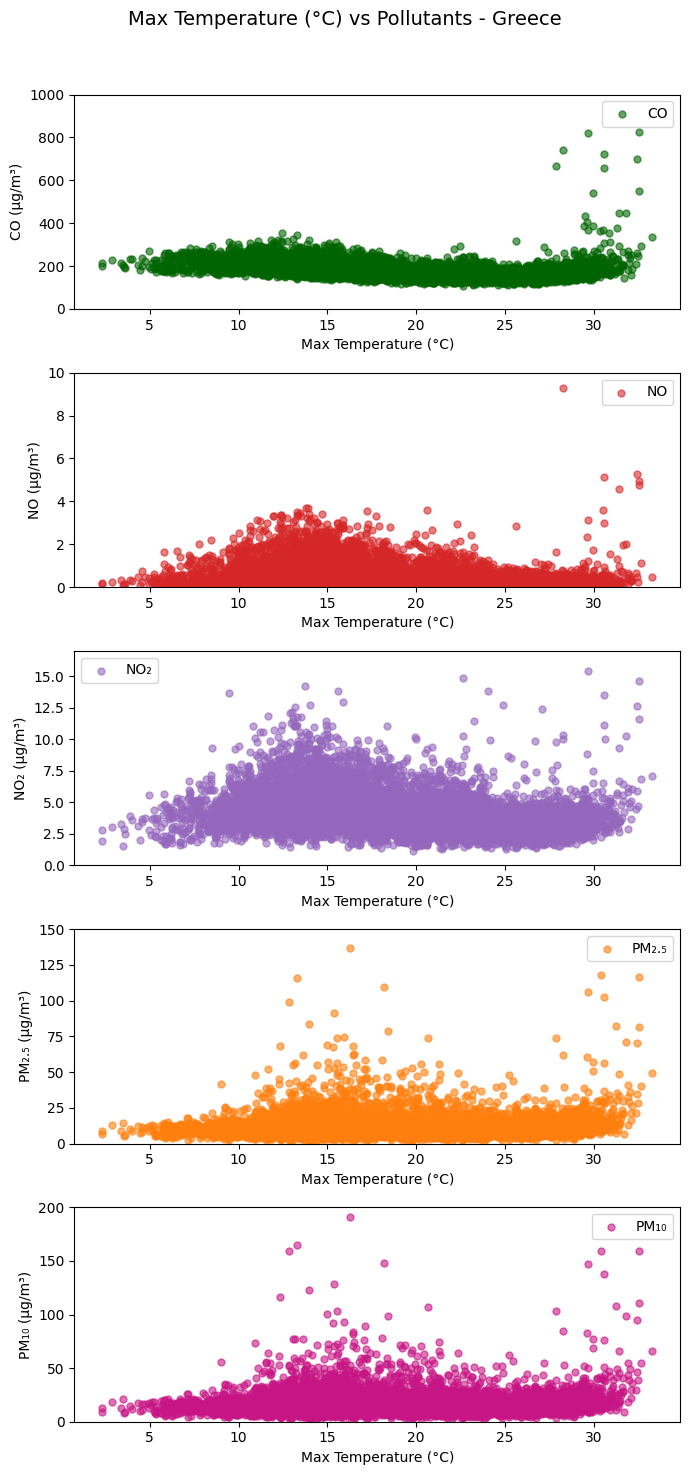 Max Temperature (°C) vs Pollutants - Greece
1000
800
600
400
200
0
CO (µg/m³)
CO
5 10 15 20 25 30
Max Temperature (°C)
10
8
6
4
2
0
NO (µg/m³)
NO
5 10 15 20 25 30
Max Temperature (°C)
15.0
12.5
10.0
7.5
5.0
2.5
0.0
NO₂ (µg/m³)
NO₂
5 10 15 20 25 30
Max Temperature (°C)
150
125
100
75
50
25
0
PM₂.₅ (µg/m³)
PM₂.₅
5 10 15 20 25 30
Max Temperature (°C)
200
150
100
50
0
PM₁₀ (µg/m³)
PM₁₀
5 10 15 20 25 30
Max Temperature (°C)